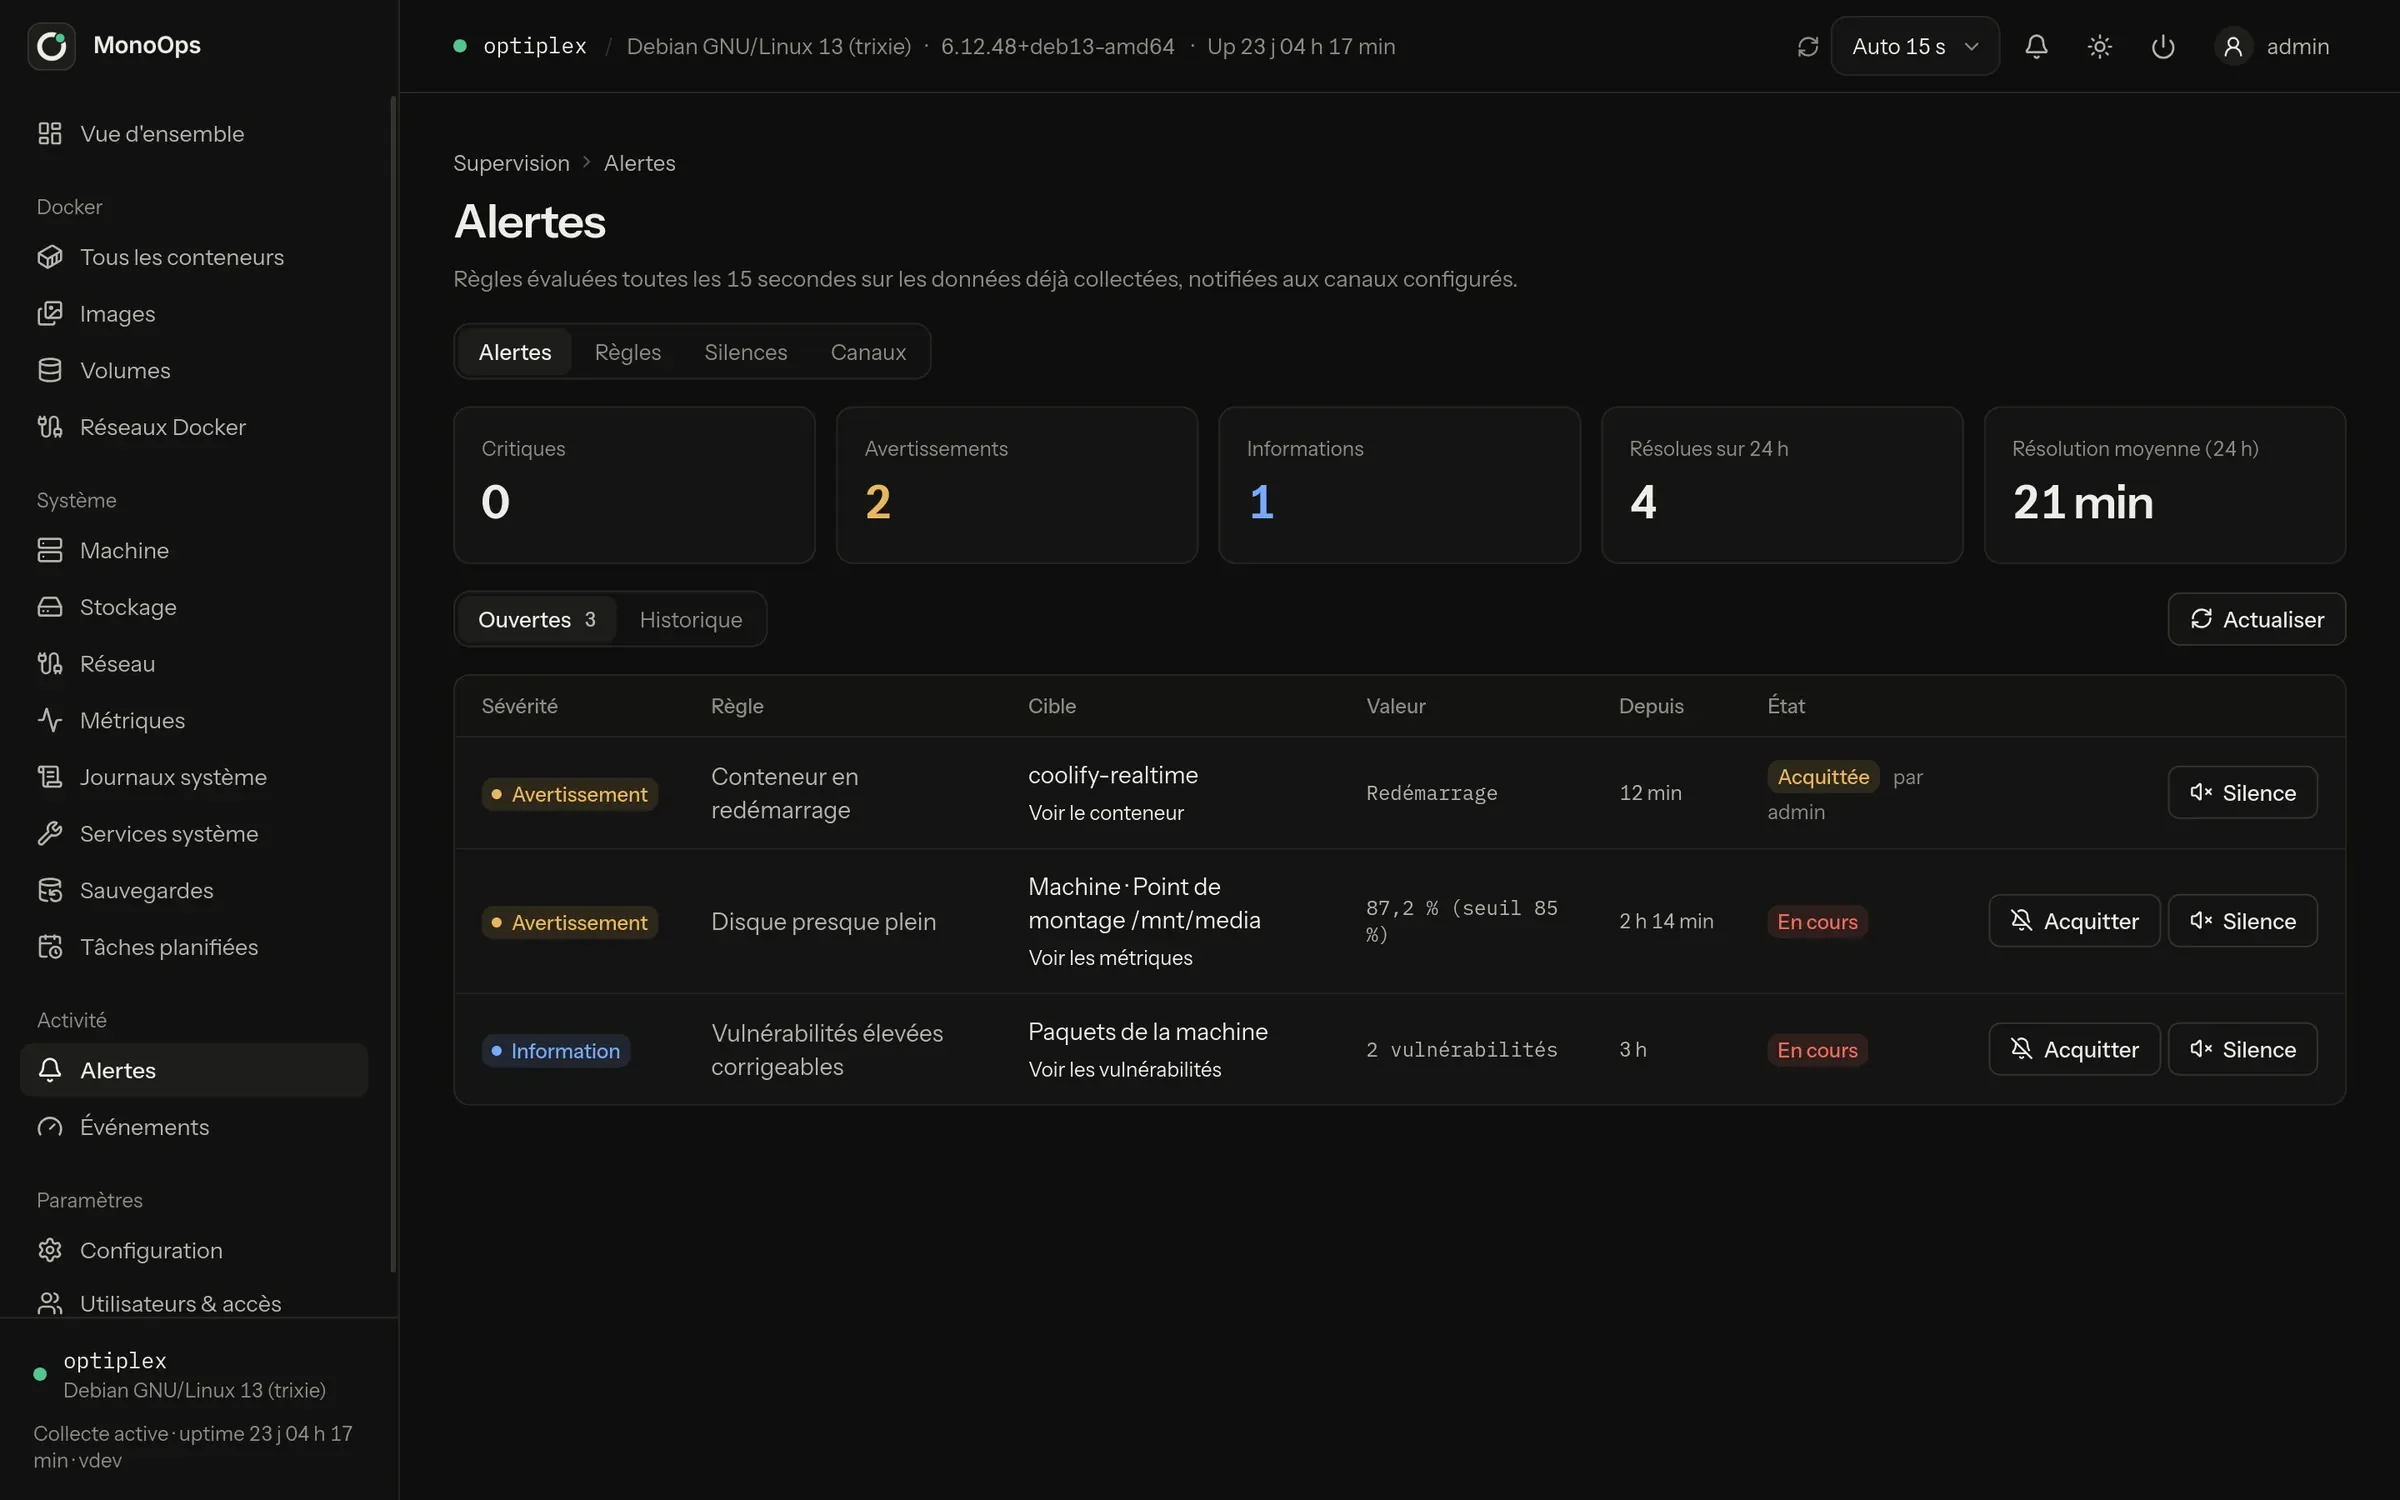 MonoOps
optiplex / Debian GNU/Linux 13 (trixie) · 6.12.48+deb13-amd64 · Up 23 j 04 h 17 min
Auto 15 s
admin
Vue d'ensemble
Docker
Tous les conteneurs
Images
Volumes
Réseaux Docker
Système
Machine
Stockage
Réseau
Métriques
Journaux système
Services système
Sauvegardes
Tâches planifiées
Activité
Alertes
Événements
Paramètres
Configuration
Utilisateurs & accès
optiplex
Debian GNU/Linux 13 (trixie)
Collecte active · uptime 23 j 04 h 17
min · vdev
Supervision > Alertes
Alertes
Règles évaluées toutes les 15 secondes sur les données déjà collectées, notifiées aux canaux configurés.
Alertes Règles Silences Canaux
Critiques
0
Avertissements
2
Informations
1
Résolues sur 24 h
4
Résolution moyenne (24 h)
21 min
Ouvertes 3 Historique
Actualiser
Sévérité Règle Cible Valeur Depuis État
Avertissement
Conteneur en
redémarrage
coolify-realtime
Voir le conteneur
Redémarrage
12 min
Acquittée par
admin
Silence
Avertissement
Disque presque plein
Machine · Point de
montage /mnt/media
Voir les métriques
87,2 % (seuil 85
%)
2 h 14 min
En cours
Acquitter
Silence
Information
Vulnérabilités élevées
corrigeables
Paquets de la machine
Voir les vulnérabilités
2 vulnérabilités
3 h
En cours
Acquitter
Silence